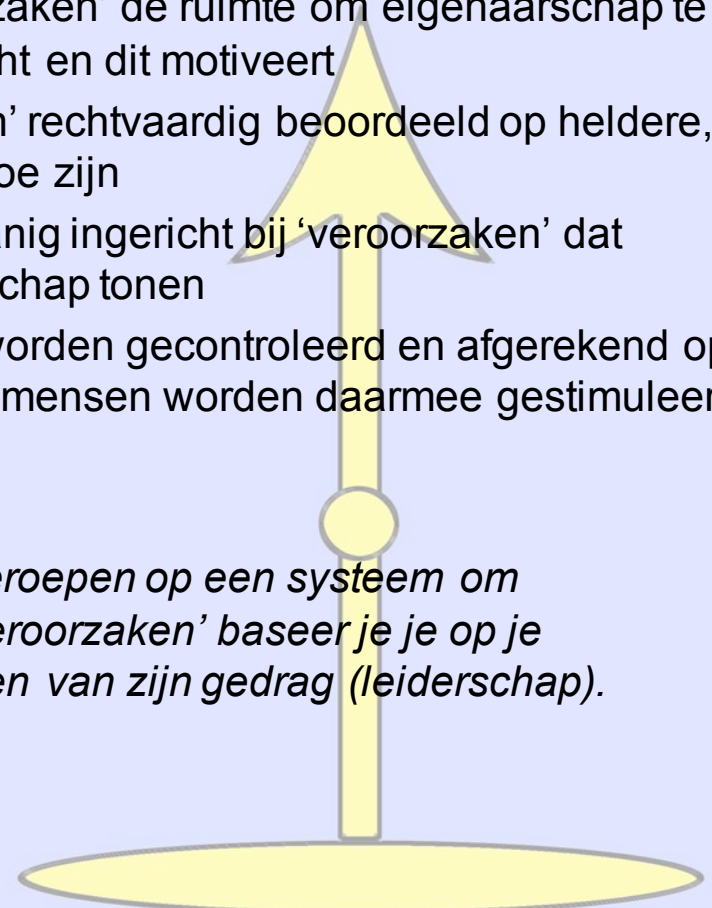 zaken’ de ruimte om eigenaarschap te
ht en dit motiveert
n’ rechtvaardig beoordeeld op heldere,
oe zijn
nig ingericht bij ‘veroorzaken’ dat
chap tonen
worden gecontroleerd en afgerekend op
mensen worden daarmee gestimuleer
eroepen op een systeem om
eroorzaken’ baseer je je op je
en van zijn gedrag (leiderschap).